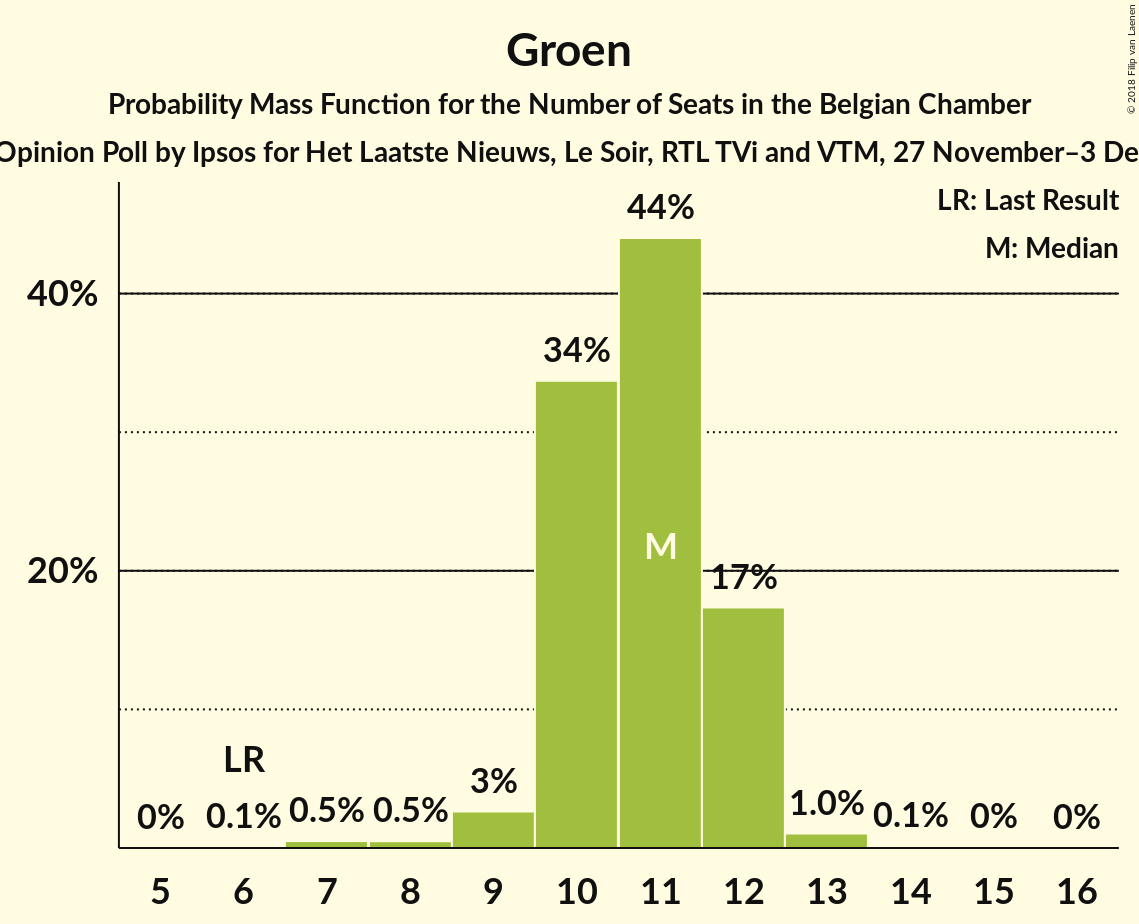 Groen
Probability Mass Function for the Number of Seats in the Belgian Chamber
Opinion Poll by Ipsos for Het Laatste Nieuws, Le Soir, RTL TVi and VTM, 27 November–3 De
© 2018 Filip van Laenen
LR: Last Result
M: Median
44%
40%
34%
M
20%
17%
LR
0% 0.1% 0.5% 0.5% 3% 1.0% 0.1% 0% 0%
5 6 7 8 9 10 11 12 13 14 15 16